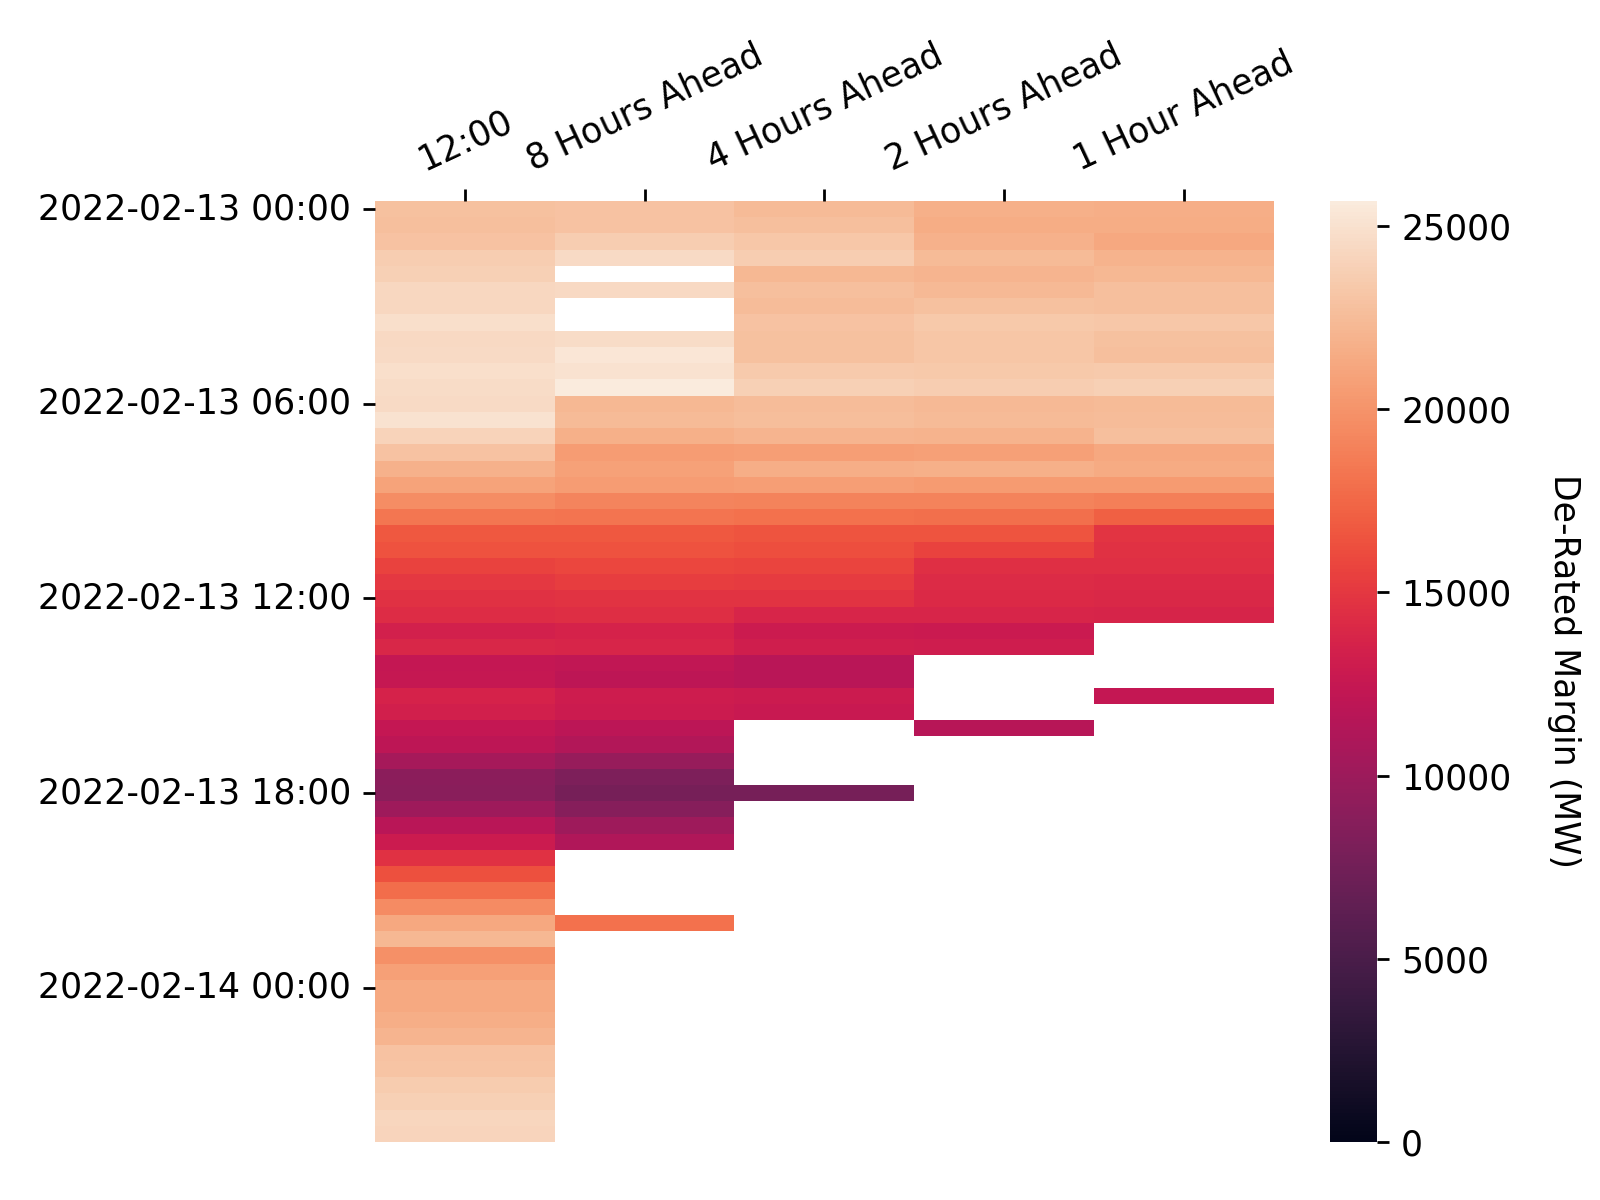 12:00
8 Hours Ahead
4 Hours Ahead
2 Hours Ahead
1 Hour Ahead
2022-02-13 00:00
2022-02-13 06:00
2022-02-13 12:00
2022-02-13 18:00
2022-02-14 00:00
25000
20000
15000
10000
5000
0
De-Rated Margin (MW)